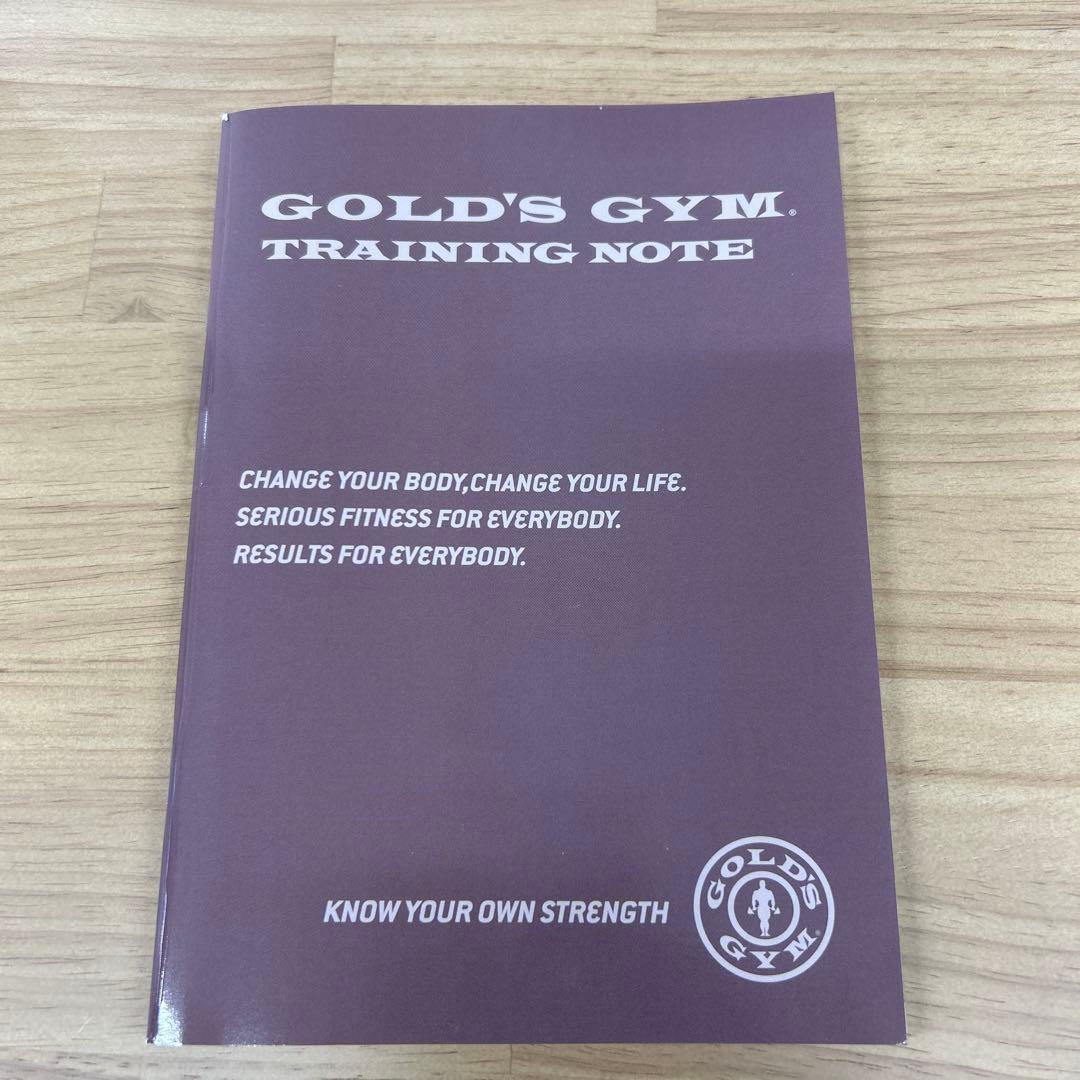 GOLD'S GYM®
TRAINING NOTE
CHANGE YOUR BODY,CHANGE YOUR LIFE.
SERIOUS FITNESS FOR EVERYBODY.
RESULTS FOR EVERYBODY.
KNOW YOUR OWN STRENGTH
GOLD'S
GYM®